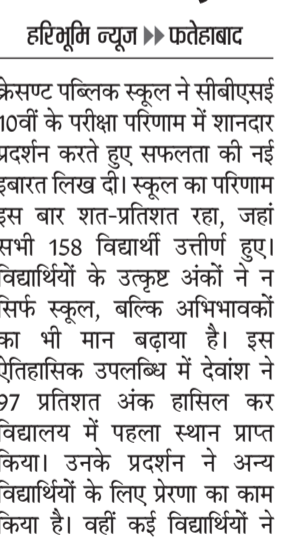 हरिभूमि न्यूज ▶▶ फतेहाबाद
क्रेसण्ट पब्लिक स्कूल ने सीबीएसई
10वीं के परीक्षा परिणाम में शानदार
प्रदर्शन करते हुए सफलता की नई
इबारत लिख दी। स्कूल का परिणाम
इस बार शत-प्रतिशत रहा, जहां
सभी 158 विद्यार्थी उत्तीर्ण हुए।
विद्यार्थियों के उत्कृष्ट अंकों ने न
सिर्फ स्कूल, बल्कि अभिभावकों
का भी मान बढ़ाया है। इस
ऐतिहासिक उपलब्धि में देवांश ने
97 प्रतिशत अंक हासिल कर
विद्यालय में पहला स्थान प्राप्त
किया। उनके प्रदर्शन ने अन्य
विद्यार्थियों के लिए प्रेरणा का काम
किया है। वहीं कई विद्यार्थियों ने